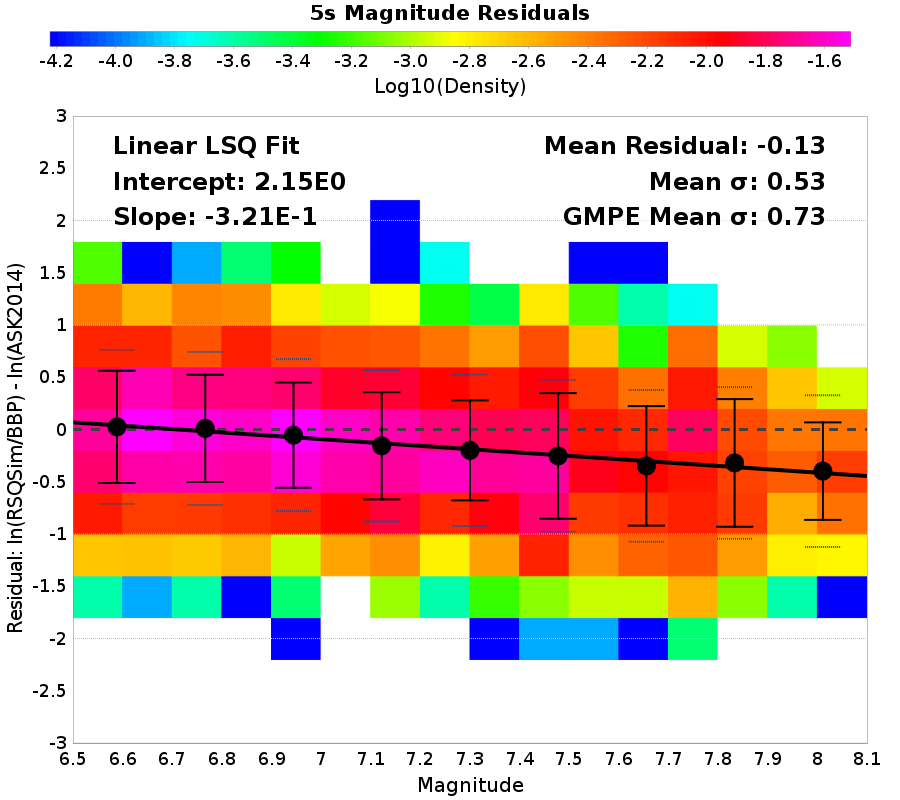 5s Magnitude Residuals
-4.2 -4.0 -3.8 -3.6 -3.4 -3.2 -3.0 -2.8 -2.6 -2.4 -2.2 -2.0 -1.8 -1.6
Log10(Density)
Linear LSQ Fit
Intercept: 2.15E0
Slope: -3.21E-1
Mean Residual: -0.13
Mean σ: 0.53
GMPE Mean σ: 0.73
Residual: ln(RSQSim/BBP) - ln(ASK2014)
3
2.5
2
1.5
1
0.5
0
-0.5
-1
-1.5
-2
-2.5
-3
6.5 6.6 6.7 6.8 6.9 7 7.1 7.2 7.3 7.4 7.5 7.6 7.7 7.8 7.9 8 8.1
Magnitude